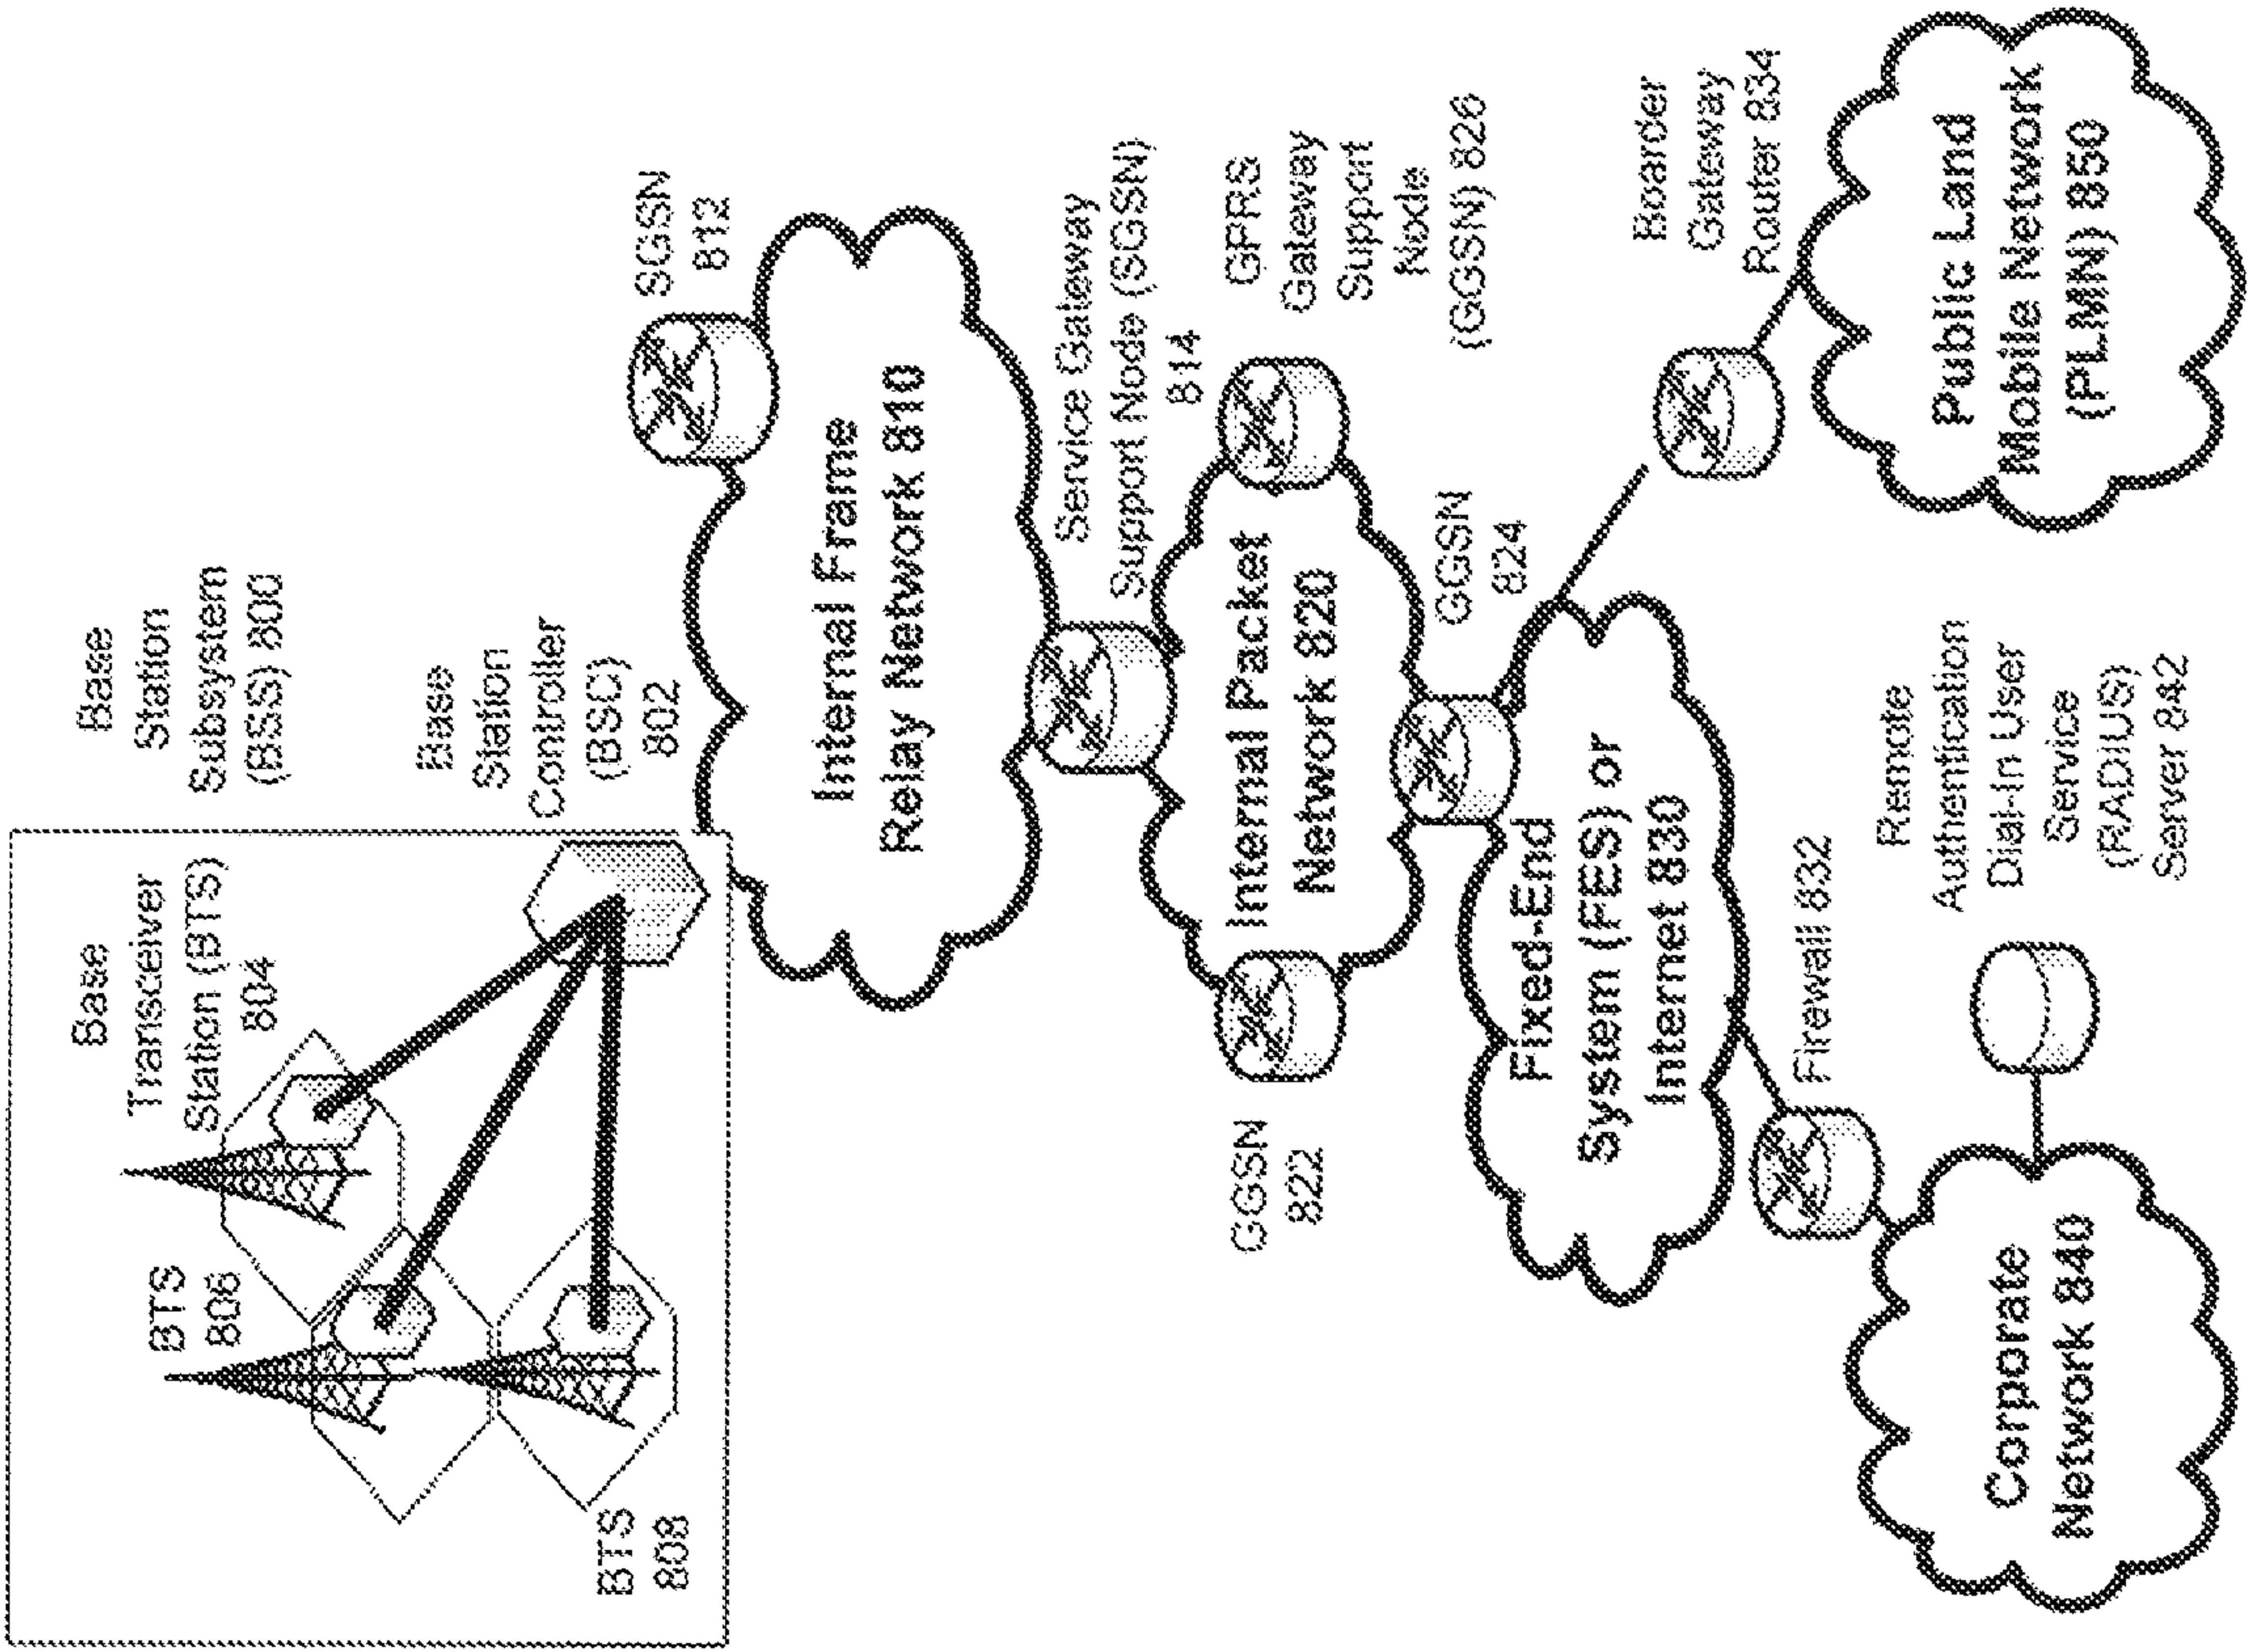 Base
Station
Subsystem
(BSS) 800
Base
Transceiver
Station (BTS)
804
BTS
806
BTS
808
Base
Station
Controller
(BSC)
802
SGSN
812
Internal Frame
Relay Network 810
Service Gateway
Support Node (SGSN)
814
GPRS
Gateway
Support
Node
(GGSN) 826
Internal Packet
Network 820
GGSN
822
GGSN
824
Fixed-End
System (FES) or
Internet 830
Boarder
Gateway
Router 834
Public Land
Mobile Network
(PLMN) 850
Firewall 832
Remote
Authentication
Dial-In User
Service
(RADIUS)
Server 842
Corporate
Network 840